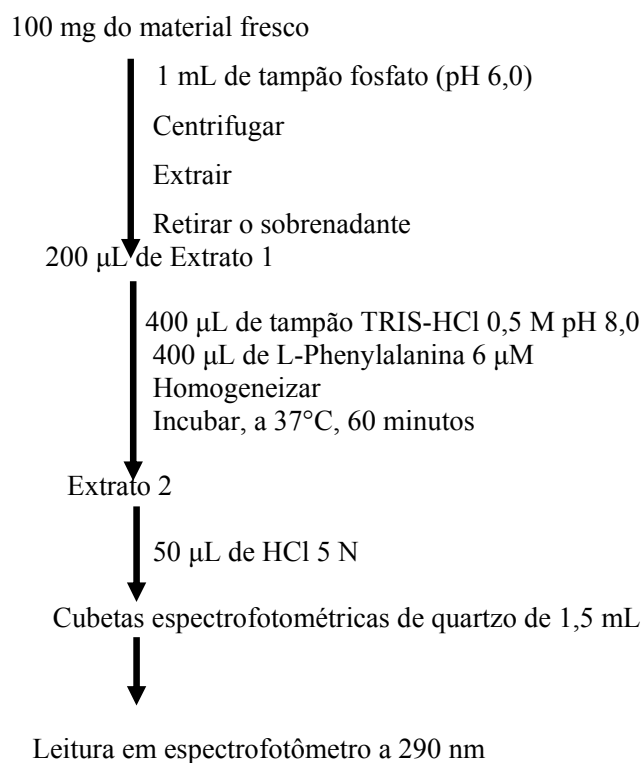 100 mg do material fresco
1 mL de tampão fosfato (pH 6,0)
Centrifugar
Extrair
Retirar o sobrenadante
200 μL de Extrato 1
400 μL de tampão TRIS-HCl 0,5 M pH 8,0
400 μL de L-Phenylalanina 6 μM
Homogeneizar
Incubar, a 37°C, 60 minutos
Extrato 2
50 μL de HCl 5 N
Cubetas espectrofotométricas de quartzo de 1,5 mL
Leitura em espectrofotômetro a 290 nm